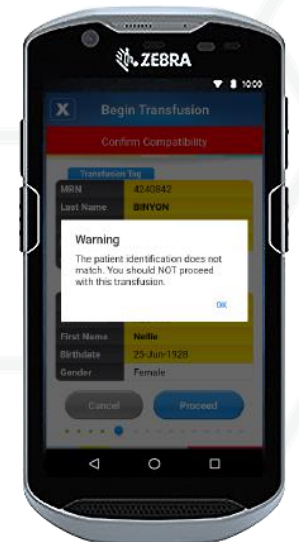 ZEBRA
10:00
X Begin Transfusion
Confirm Compatibility
Transfusion Tag
MRN 4240842
Last Name BINYON
Warning
The patient identification does not
match. You should NOT proceed
with this transfusion.
OK
First Name Nellie
Birthdate 25-Jun-1928
Gender Female
Cancel Proceed